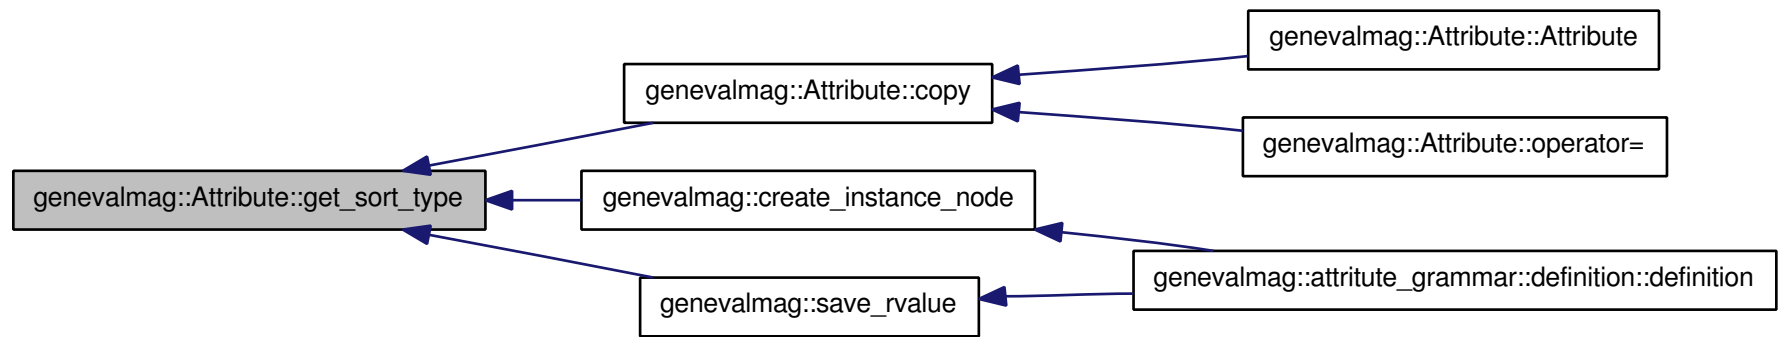 genevalmag::Attribute::Attribute
genevalmag::Attribute::copy
genevalmag::Attribute::operator=
genevalmag::Attribute::get_sort_type
genevalmag::create_instance_node
genevalmag::attritute_grammar::definition::definition
genevalmag::save_rvalue